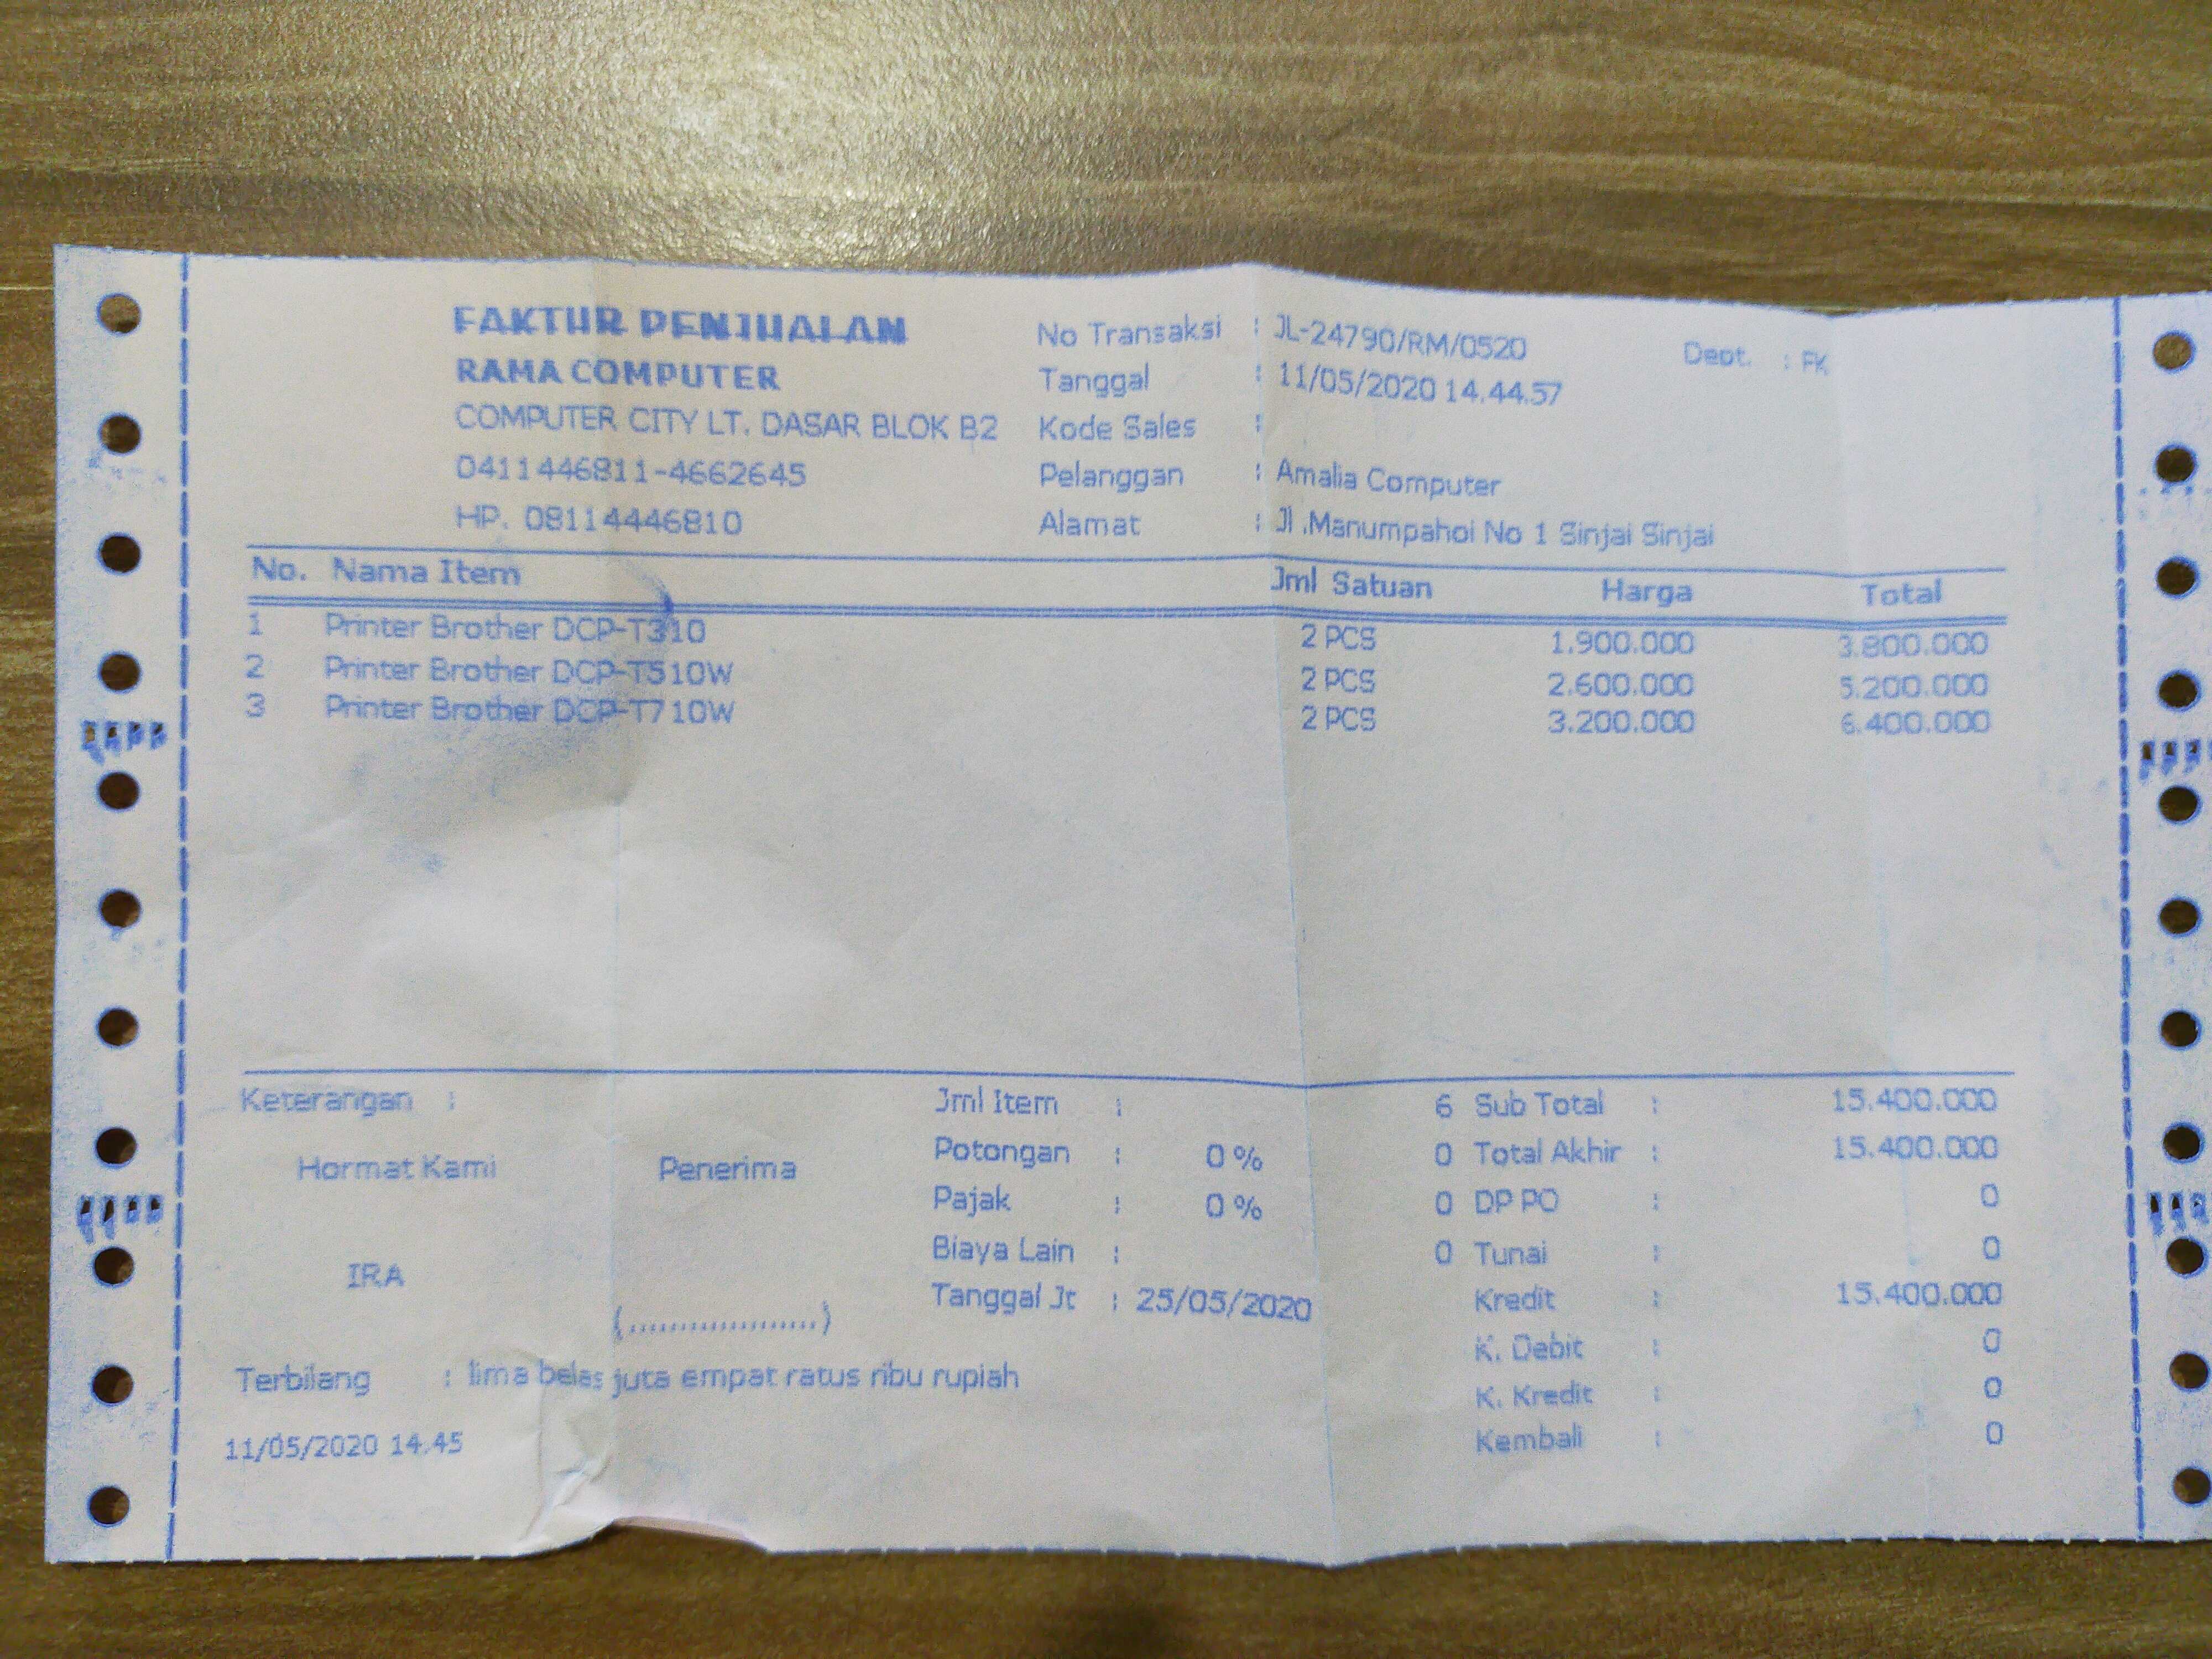 FAKTUR PENJUALAN
RAMA COMPUTER
COMPUTER CITY LT. DASAR BLOK B2
0411446811-4662645
HP. 08114446810
No Transaksi : JL-24790/RM/0520 Dept. : FK
Tanggal : 11/05/2020 14.44.57
Kode Sales :
Pelanggan : Amalia Computer
Alamat : Jl .Manumpahoi No 1 Sinjai Sinjai
No. Nama Item Jml Satuan Harga Total
1 Printer Brother DCP-T310 2 PCS 1.900.000 3.800.000
2 Printer Brother DCP-T510W 2 PCS 2.600.000 5.200.000
3 Printer Brother DCP-T710W 2 PCS 3.200.000 6.400.000
Keterangan : Jml Item : 6 Sub Total : 15.400.000
Hormat Kami Penerima Potongan : 0 % 0 Total Akhir : 15.400.000
Pajak : 0 % 0 DP PO : 0
Biaya Lain : 0 Tunai : 0
IRA Tanggal Jt : 25/05/2020 Kredit : 15.400.000
(...................) K. Debit : 0
Terbilang : lima belas juta empat ratus ribu rupiah K. Kredit : 0
11/05/2020 14.45 Kembali : 0